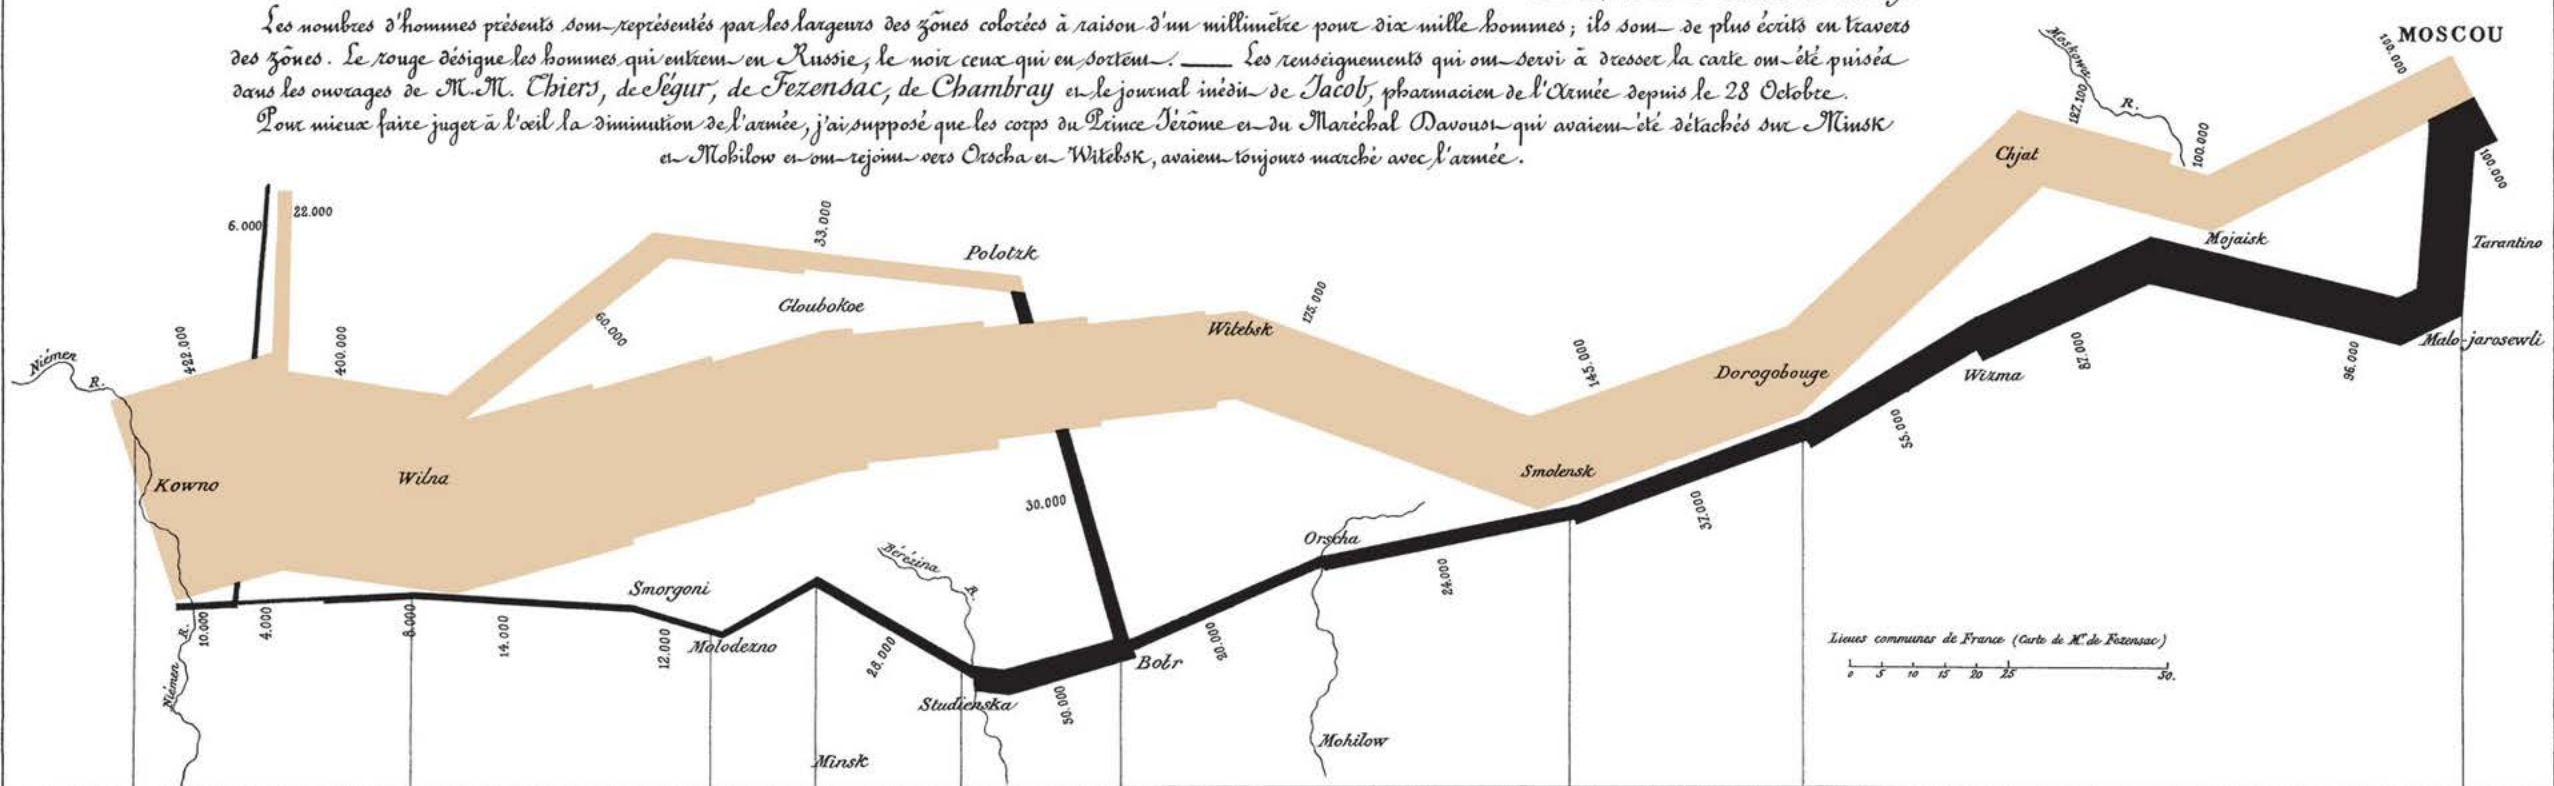 Les nombres d'hommes présents sont représentés par les largeurs des zônes colorées à raison d'un millimètre pour dix mille hommes; ils sont de plus écrits en travers
des zônes. Le rouge désigne les hommes qui entrent en Russie, le noir ceux qui en sortent. — Les renseignements qui ont servi à dresser la carte ont été puisés
dans les ouvrages de M.M. Thiers, de Ségur, de Fezensac, de Chambray et le journal inédit de Jacob, pharmacien de l'Armée depuis le 28 Octobre.
Pour mieux faire juger à l'œil la diminution de l'armée, j'ai supposé que les corps du Prince Jérôme et du Maréchal Davoust qui avaient été détachés sur Minsk
et Mohilow et ont rejoint vers Orscha et Witebsk, avaient toujours marché avec l'armée.
MOSCOU
100.000
Moskowa
R.
127.100
100.000
Chjat
100.000
Mojaisk
Tarantino
6.000
22.000
33.000
Polotzk
Gloubokoe
60.000
422.000
400.000
Niémen
R.
Witebsk
175.000
145.000
Dorogobouge
Wixma
87.000
96.000
Malo-jarosewli
55.000
Kowno
Wilna
Smolensk
30.000
37.000
Orscha
24.000
Bérézina
R.
Smorgoni
10.000
4.000
8.000
14.000
12.000
Molodezno
28.000
20.000
Bobr
Studienska
50.000
R.
Niémen
Minsk
Mohilow
Lieues communes de France (Carte de Mr. de Fezensac)
0 5 10 15 20 25 50.